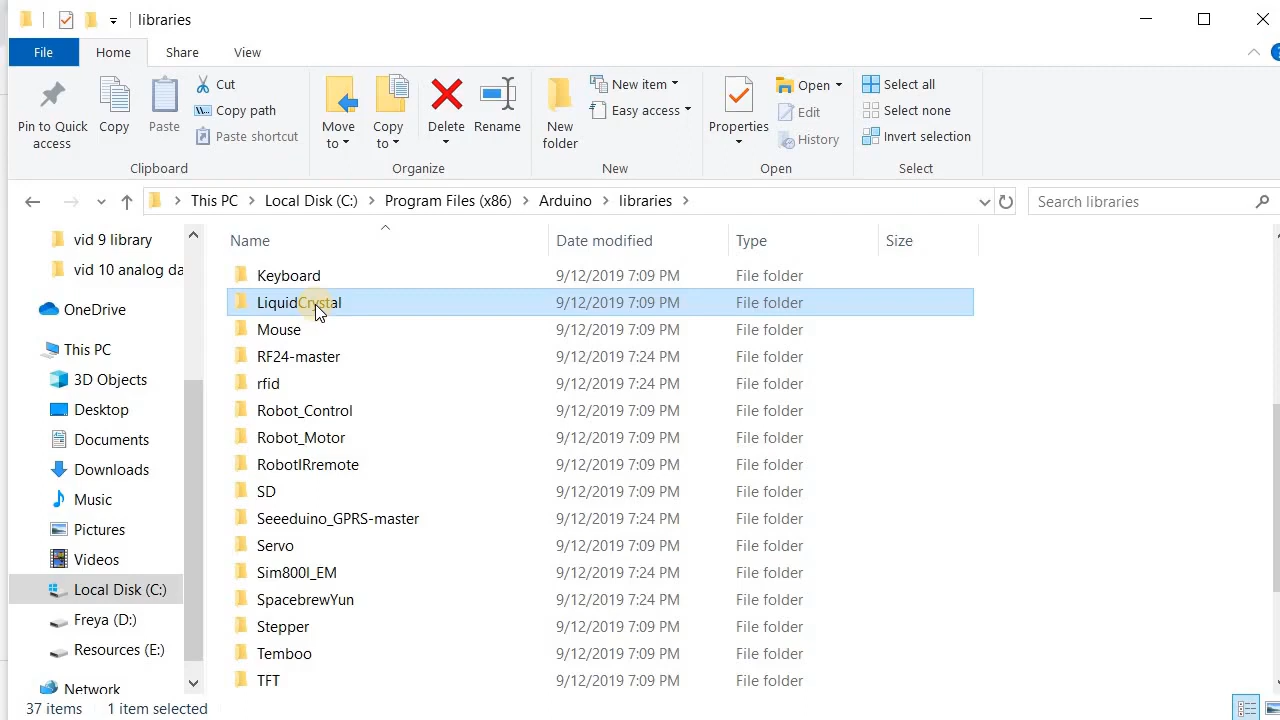 libraries
File Home Share View
Pin to Quick access
Copy
Paste
Cut
Copy path
Paste shortcut
Clipboard
Move to
Copy to
Delete
Rename
Organize
New folder
New item
Easy access
New
Properties
Open
Edit
History
Open
Select all
Select none
Invert selection
Select
This PC > Local Disk (C:) > Program Files (x86) > Arduino > libraries >
Search libraries
vid 9 library
vid 10 analog da
OneDrive
This PC
3D Objects
Desktop
Documents
Downloads
Music
Pictures
Videos
Local Disk (C:)
Freya (D:)
Resources (E:)
Network
Name Date modified Type Size
Keyboard 9/12/2019 7:09 PM File folder
LiquidCrystal 9/12/2019 7:09 PM File folder
Mouse 9/12/2019 7:09 PM File folder
RF24-master 9/12/2019 7:24 PM File folder
rfid 9/12/2019 7:24 PM File folder
Robot_Control 9/12/2019 7:09 PM File folder
Robot_Motor 9/12/2019 7:09 PM File folder
RobotIRremote 9/12/2019 7:09 PM File folder
SD 9/12/2019 7:09 PM File folder
Seeeduino_GPRS-master 9/12/2019 7:24 PM File folder
Servo 9/12/2019 7:09 PM File folder
Sim800l_EM 9/12/2019 7:24 PM File folder
SpacebrewYun 9/12/2019 7:24 PM File folder
Stepper 9/12/2019 7:09 PM File folder
Temboo 9/12/2019 7:09 PM File folder
TFT 9/12/2019 7:09 PM File folder
37 items 1 item selected